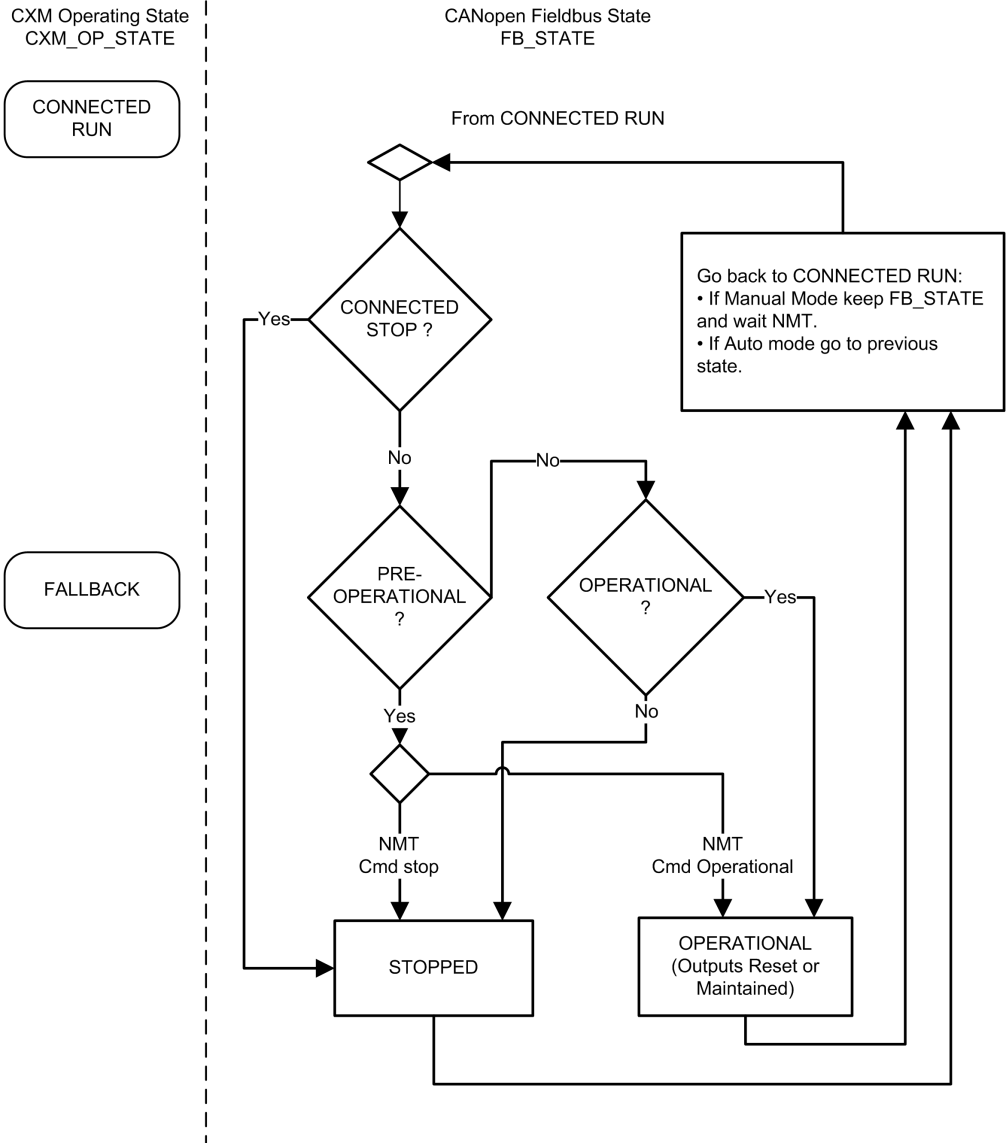 CXM Operating State
CXM_OP_STATE
CANopen Fieldbus State
FB_STATE
CONNECTED
RUN
From CONNECTED RUN
Go back to CONNECTED RUN:
• If Manual Mode keep FB_STATE
and wait NMT.
• If Auto mode go to previous
state.
Yes
CONNECTED
STOP ?
No
No
FALLBACK
PRE-
OPERATIONAL
?
OPERATIONAL
?
Yes
Yes
No
NMT
Cmd stop
NMT
Cmd Operational
STOPPED
OPERATIONAL
(Outputs Reset or
Maintained)